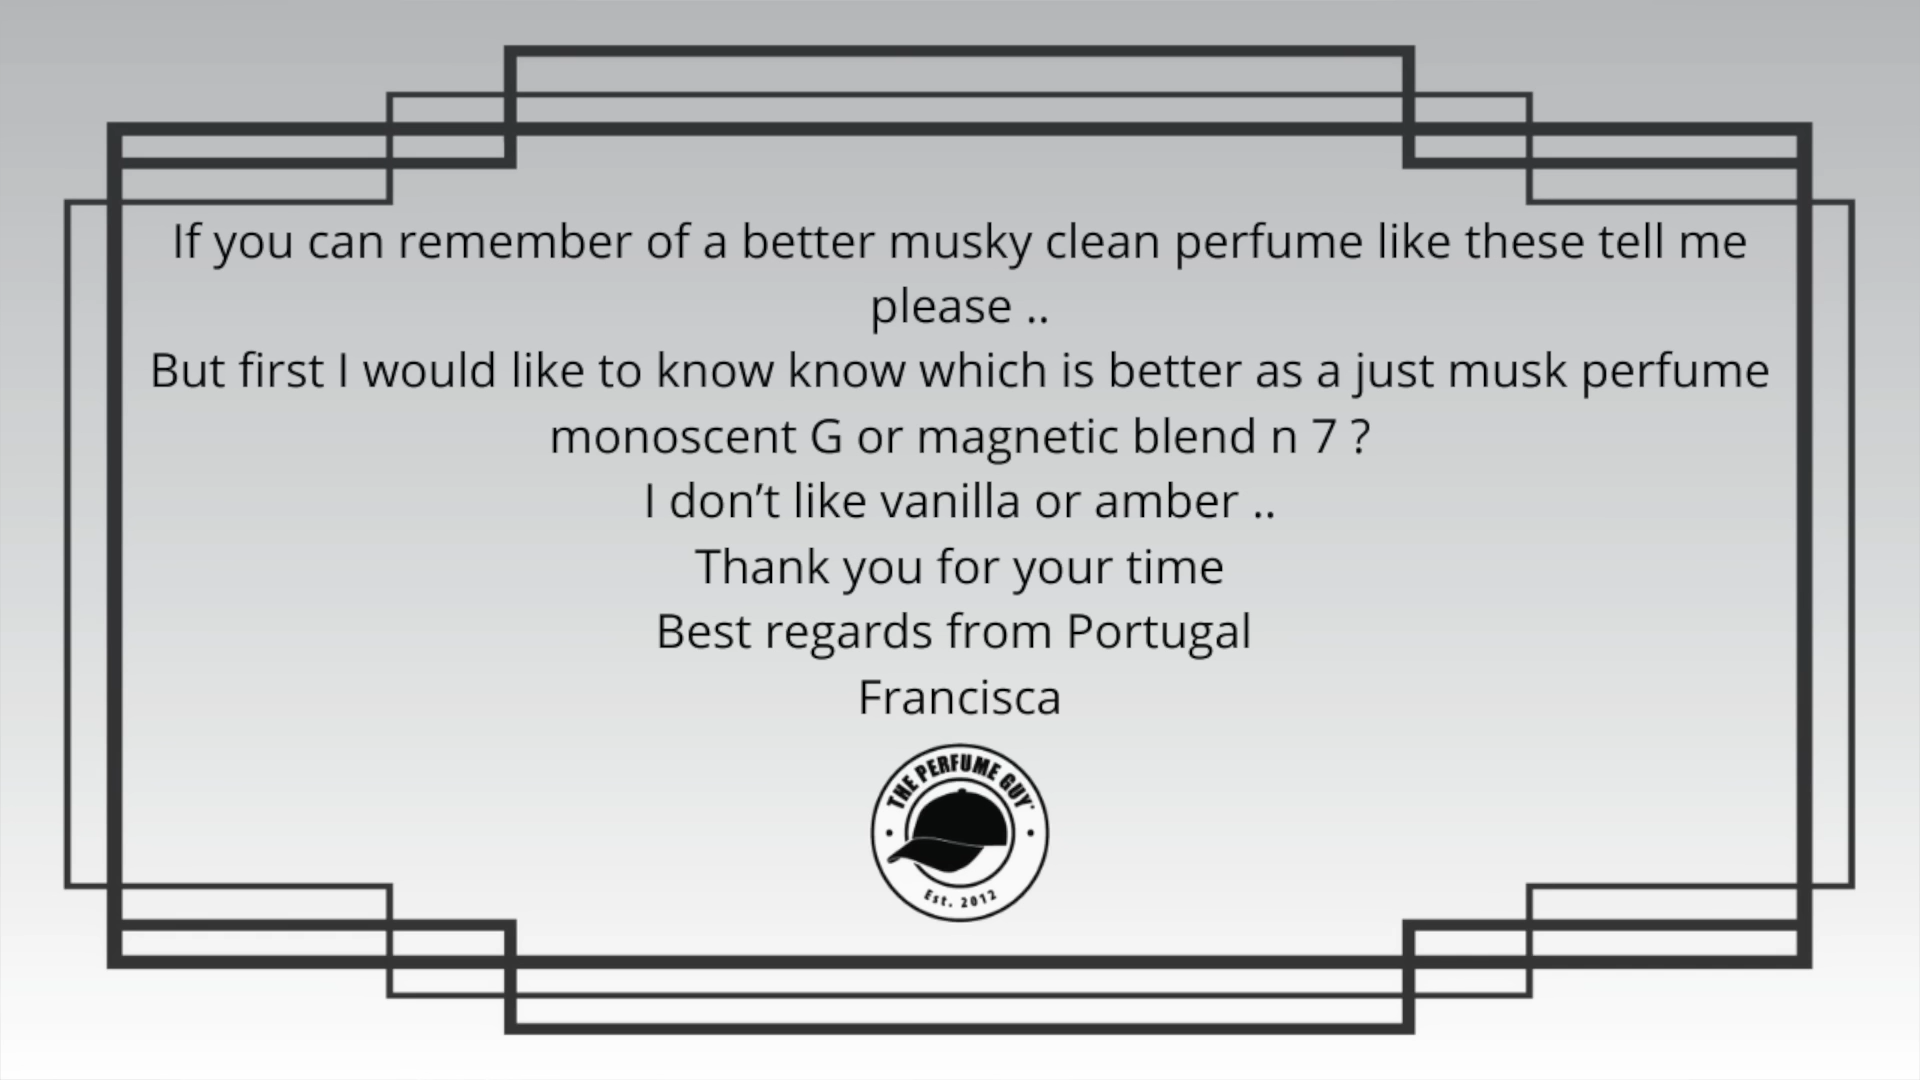 If you can remember of a better musky clean perfume like these tell me
please ..
But first I would like to know know which is better as a just musk perfume
monoscent G or magnetic blend n 7 ?
I don’t like vanilla or amber ..
Thank you for your time
Best regards from Portugal
Francisca
THE PERFUME GUY
Est. 2012